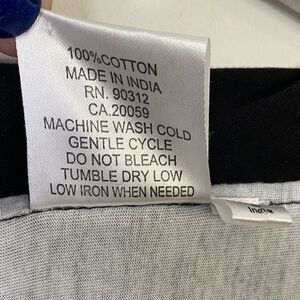 100%COTTON
MADE IN INDIA
RN. 90312
CA.20059
MACHINE WASH COLD
GENTLE CYCLE
DO NOT BLEACH
TUMBLE DRY LOW
LOW IRON WHEN NEEDED